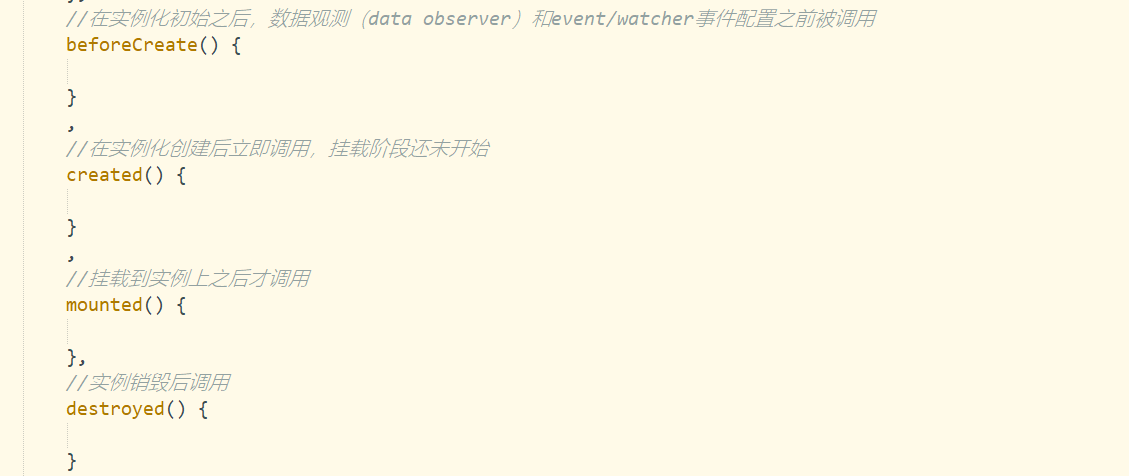 //在实例化初始之后，数据观测（data observer）和event/watcher事件配置之前被调用
beforeCreate() {
}
,
//在实例化创建后立即调用，挂载阶段还未开始
created() {
}
,
//挂载到实例上之后才调用
mounted() {
},
//实例销毁后调用
destroyed() {
}